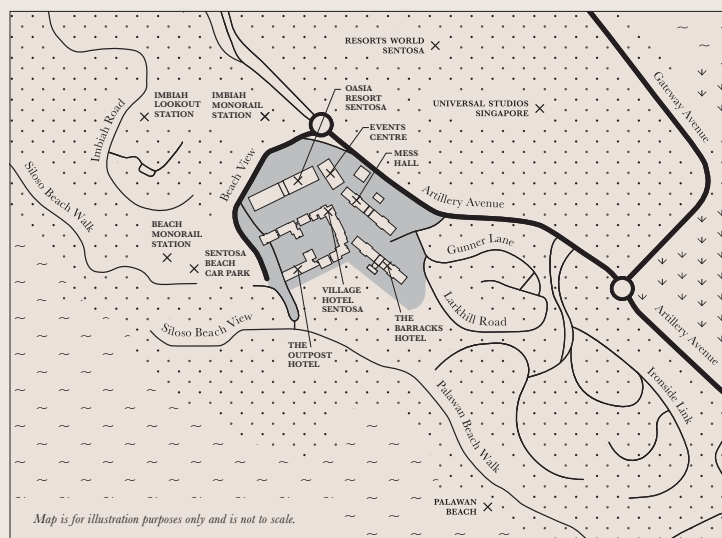 RESORTS WORLD
SENTOSA
IMBIAH
LOOKOUT
STATION
IMBIAH
MONORAIL
STATION
OASIA
RESORT
SENTOSA
UNIVERSAL STUDIOS
SINGAPORE
Gateway Avenue
EVENTS
CENTRE
MESS
HALL
Imbiah Road
Siloso Beach Walk
Beach View
Artillery Avenue
BEACH
MONORAIL
STATION
SENTOSA
BEACH
CAR PARK
Gunner Lane
VILLAGE
HOTEL
SENTOSA
Larkhill Road
THE
BARRACKS
HOTEL
Siloso Beach View
Artillery Avenue
THE
OUTPOST
HOTEL
Ironside Link
Palawan Beach Walk
PALAWAN
BEACH
Map is for illustration purposes only and is not to scale.